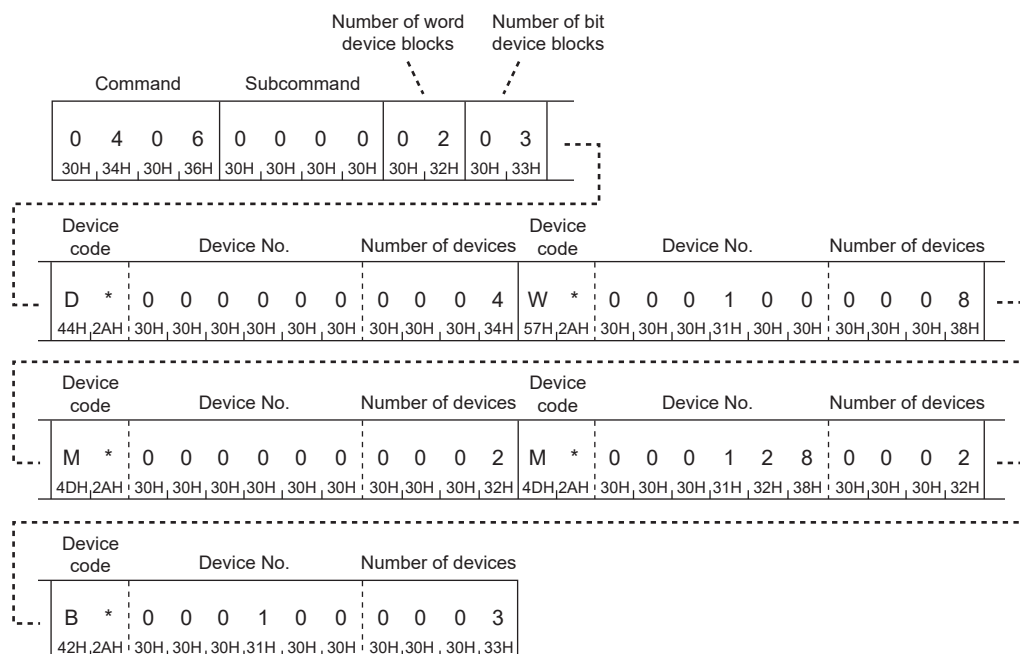 Number of word Number of bit
device blocks device blocks
Command Subcommand
0 4 0 6 0 0 0 0 0 2 0 3
30H 34H 30H 36H 30H 30H 30H 30H 30H 32H 30H 33H
Device Device
code Device No. Number of devices code Device No. Number of devices
D * 0 0 0 0 0 0 0 0 0 4 W * 0 0 0 1 0 0 0 0 0 8
44H 2AH 30H 30H 30H 30H 30H 30H 30H 30H 30H 34H 57H 2AH 30H 30H 30H 31H 30H 30H 30H 30H 30H 38H
Device Device
code Device No. Number of devices code Device No. Number of devices
M * 0 0 0 0 0 0 0 0 0 2 M * 0 0 0 1 2 8 0 0 0 2
4DH 2AH 30H 30H 30H 30H 30H 30H 30H 30H 30H 32H 4DH 2AH 30H 30H 30H 31H 32H 38H 30H 30H 30H 32H
Device
code Device No. Number of devices
B * 0 0 0 1 0 0 0 0 0 3
42H 2AH 30H 30H 30H 31H 30H 30H 30H 30H 30H 33H